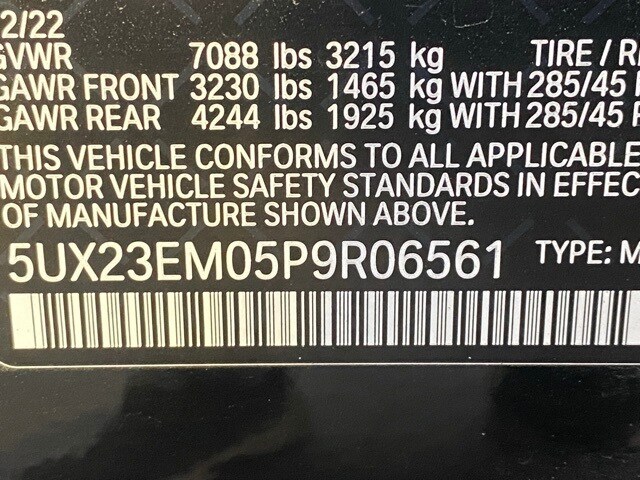 2/22
GVWR 7088 lbs 3215 kg TIRE / RI
GAWR FRONT 3230 lbs 1465 kg WITH 285/45
GAWR REAR 4244 lbs 1925 kg WITH 285/45
THIS VEHICLE CONFORMS TO ALL APPLICABLE
MOTOR VEHICLE SAFETY STANDARDS IN EFFEC
OF MANUFACTURE SHOWN ABOVE.
5UX23EM05P9R06561 TYPE: M